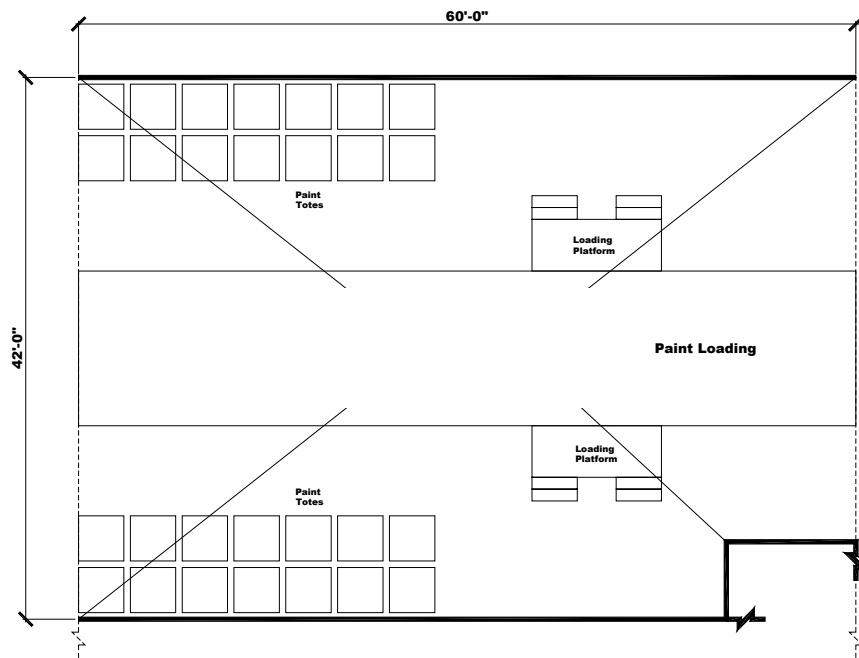 60'-0"
Paint
Totes
Loading
Platform
42'-0"
Paint Loading
Loading
Platform
Paint
Totes